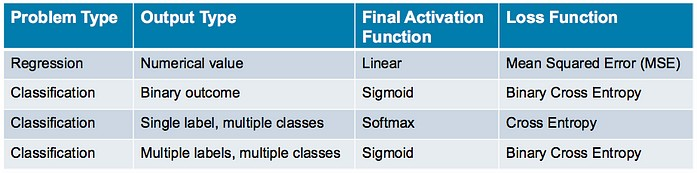 Problem Type Output Type Final Activation Function Loss Function
Regression Numerical value Linear Mean Squared Error (MSE)
Classification Binary outcome Sigmoid Binary Cross Entropy
Classification Single label, multiple classes Softmax Cross Entropy
Classification Multiple labels, multiple classes Sigmoid Binary Cross Entropy